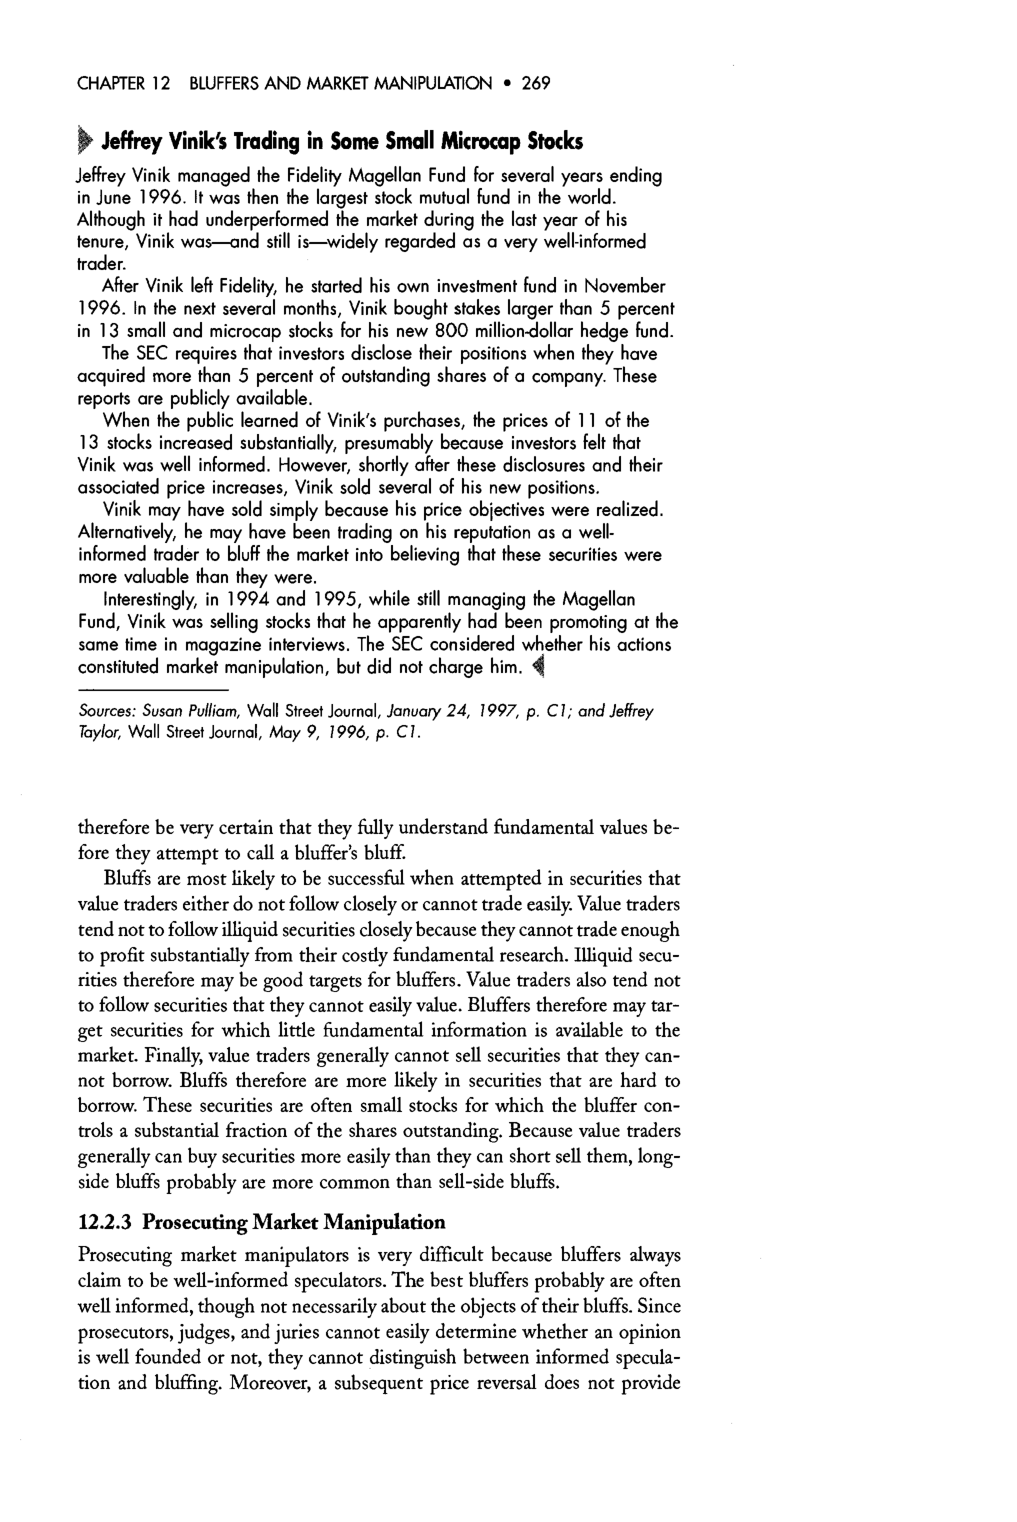 CHAPTER 12 BLUFFERS AND MARKET MANIPULATION • 269
Jeffrey Vinik's Trading in Some Small Microcap Stocks
Jeffrey Vinik managed the Fidelity Magellan Fund for several years ending
in June 1996. It was then the largest stock mutual fund in the world.
Although it had underperformed the market during the last year of his
tenure, Vinik was—and still is—widely regarded as a very well-informed
trader.
After Vinik left Fidelity, he started his own investment fund in November
1996. In the next several months, Vinik bought stakes larger than 5 percent
in 13 small and microcap stocks for his new 800 million-dollar hedge fund.
The SEC requires that investors disclose their positions when they have
acquired more than 5 percent of outstanding shares of a company. These
reports are publicly available.
When the public learned of Vinik's purchases, the prices of 11 of the
13 stocks increased substantially, presumably because investors felt that
Vinik was well informed. However, shortly after these disclosures and their
associated price increases, Vinik sold several of his new positions.
Vinik may have sold simply because his price objectives were realized.
Alternatively, he may have been trading on his reputation as a well-
informed trader to bluff the market into believing that these securities were
more valuable than they were.
Interestingly, in 1994 and 1995, while still managing the Magellan
Fund, Vinik was selling stocks that he apparently had been promoting at the
same time in magazine interviews. The SEC considered whether his actions
constituted market manipulation, but did not charge him.
Sources: Susan Pulliam, Wall Street Journal, January 24, 1997, p. C1; and Jeffrey
Taylor, Wall Street Journal, May 9, 1996, p. C1.
therefore be very certain that they fully understand fundamental values be-
fore they attempt to call a bluffer's bluff.
Bluffs are most likely to be successful when attempted in securities that
value traders either do not follow closely or cannot trade easily. Value traders
tend not to follow illiquid securities closely because they cannot trade enough
to profit substantially from their costly fundamental research. Illiquid secu-
rities therefore may be good targets for bluffers. Value traders also tend not
to follow securities that they cannot easily value. Bluffers therefore may tar-
get securities for which little fundamental information is available to the
market. Finally, value traders generally cannot sell securities that they can-
not borrow. Bluffs therefore are more likely in securities that are hard to
borrow. These securities are often small stocks for which the bluffer con-
trols a substantial fraction of the shares outstanding. Because value traders
generally can buy securities more easily than they can short sell them, long-
side bluffs probably are more common than sell-side bluffs.
12.2.3 Prosecuting Market Manipulation
Prosecuting market manipulators is very difficult because bluffers always
claim to be well-informed speculators. The best bluffers probably are often
well informed, though not necessarily about the objects of their bluffs. Since
prosecutors, judges, and juries cannot easily determine whether an opinion
is well founded or not, they cannot distinguish between informed specula-
tion and bluffing. Moreover, a subsequent price reversal does not provide